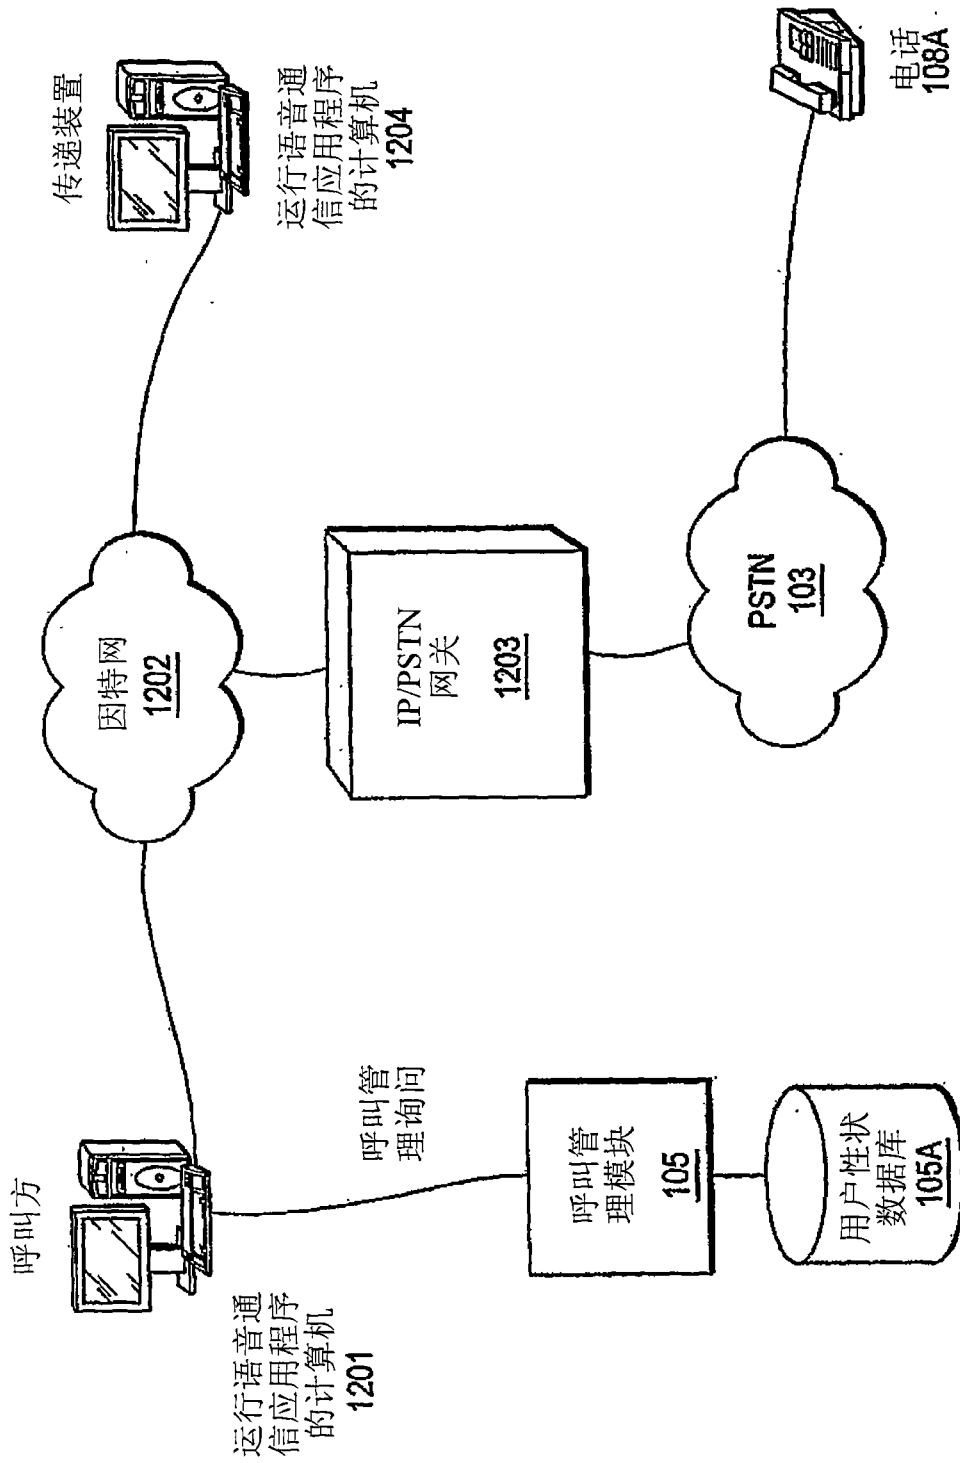 呼叫方
运行语音通
信应用程序
的计算机
1201
呼叫管
理询问
呼叫管
理模块
105
用户性状
数据库
105A
因特网
1202
IP/PSTN
网关
1203
PSTN
103
传递装置
运行语音通
信应用程序
的计算机
1204
电话
108A